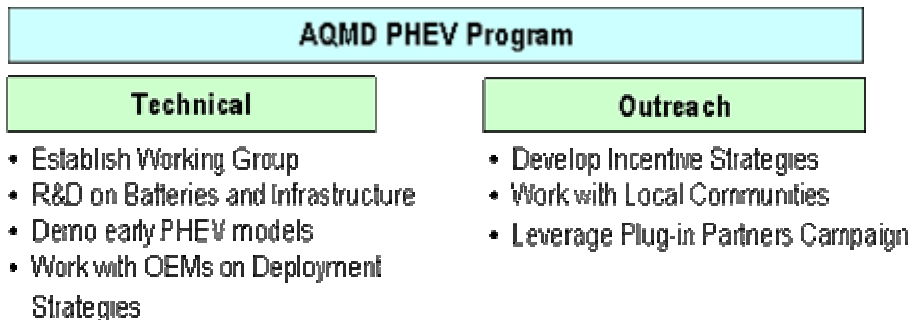 AQMD PHEV Program
Technical
• Establish Working Group
• R&D on Batteries and Infrastructure
• Demo early PHEV models
• Work with OEMs on Deployment
Strategies
Outreach
• Develop Incentive Strategies
• Work with Local Communities
• Leverage Plug-in Partners Campaign